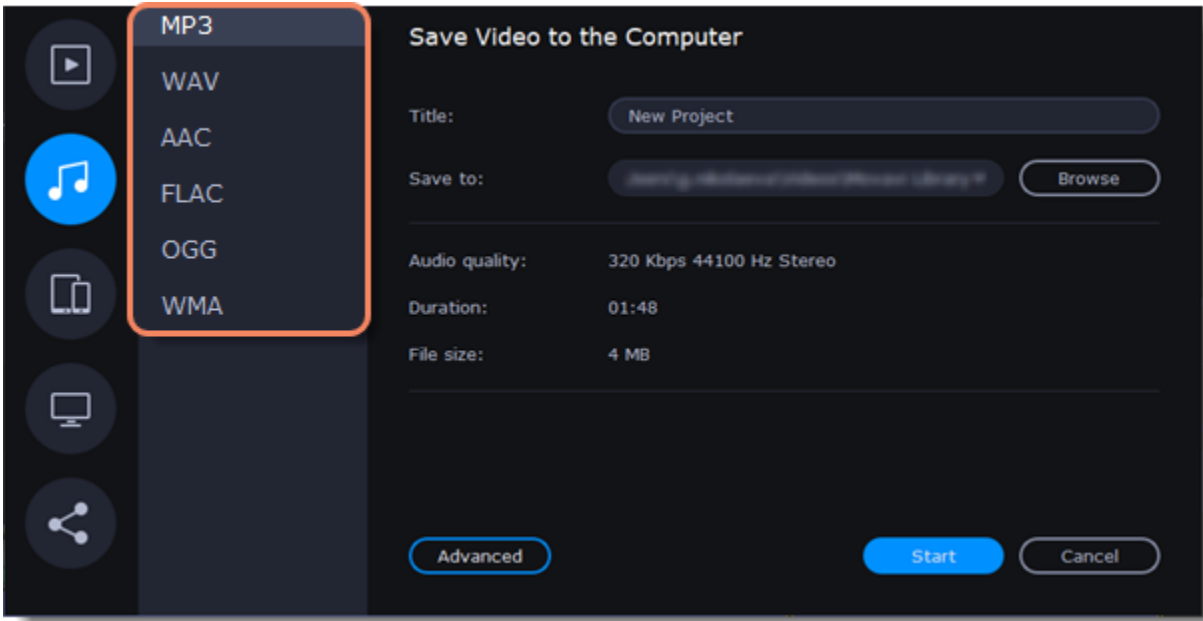 MP3
WAV
AAC
FLAC
OGG
WMA
Save Video to the Computer
Title: New Project
Save to: Browse
Audio quality: 320 Kbps 44100 Hz Stereo
Duration: 01:48
File size: 4 MB
Advanced Start Cancel